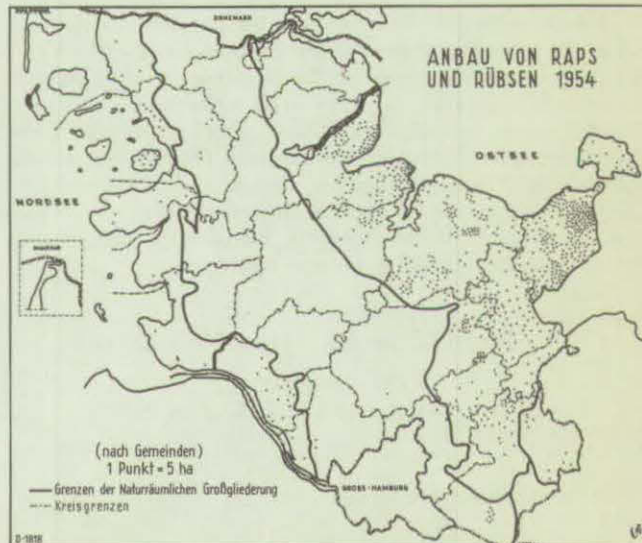 DÄNEMARK
ANBAU VON RAPS
UND RÜBSEN 1954
OSTSEE
NORDSEE
(nach Gemeinden)
1 Punkt = 5 ha
Grenzen der Naturräumlichen Großgliederung
Kreisgrenzen
GROSS-HAMBURG
D-1818